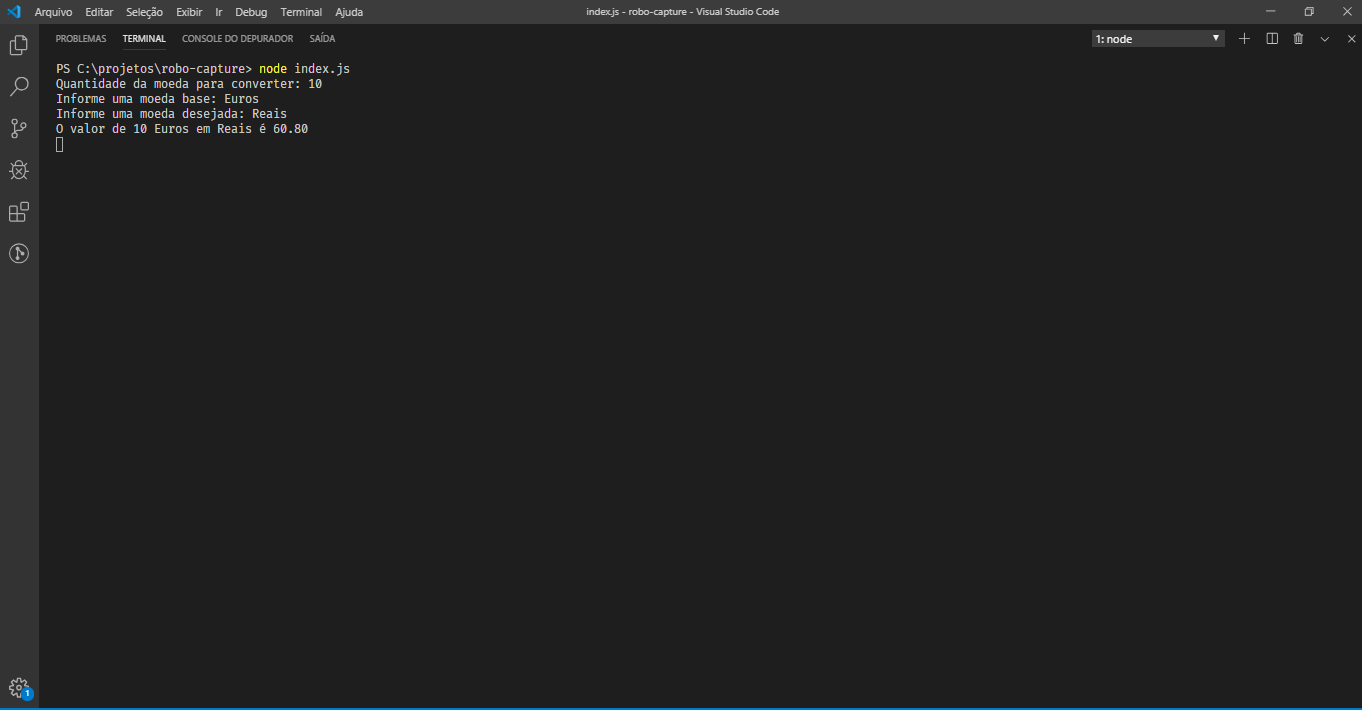 Arquivo Editar Seleção Exibir Ir Debug Terminal Ajuda index.js - robo-capture - Visual Studio Code
PROBLEMAS TERMINAL CONSOLE DO DEPURADOR SAÍDA 1: node
PS C:\projetos\robo-capture> node index.js
Quantidade da moeda para converter: 10
Informe uma moeda base: Euros
Informe uma moeda desejada: Reais
O valor de 10 Euros em Reais é 60.80
1